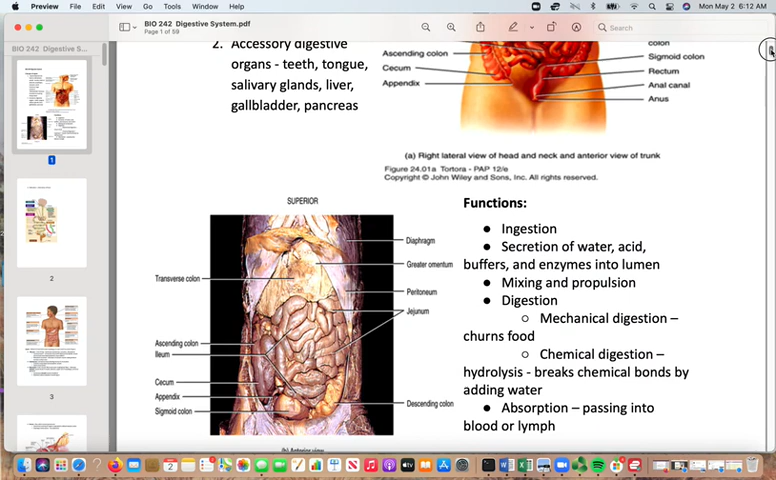 Preview File Edit View Go Tools Window Help
Mon May 2 6:12 AM
BIO 242 Digestive System.pdf
Page 1 of 59
Search
BIO 242 Digestive S...
1
2
3
2. Accessory digestive
organs - teeth, tongue,
salivary glands, liver,
gallbladder, pancreas
Ascending colon
Cecum
Appendix
colon
Sigmoid colon
Rectum
Anal canal
Anus
(a) Right lateral view of head and neck and anterior view of trunk
Figure 24.01a Tortora - PAP 12/e
Copyright © John Wiley and Sons, Inc. All rights reserved.
SUPERIOR
Transverse colon
Ascending colon
Ileum
Cecum
Appendix
Sigmoid colon
Diaphragm
Greater omentum
Peritoneum
Jejunum
Descending colon
Functions:
● Ingestion
● Secretion of water, acid,
buffers, and enzymes into lumen
● Mixing and propulsion
● Digestion
○ Mechanical digestion –
churns food
○ Chemical digestion –
hydrolysis - breaks chemical bonds by
adding water
● Absorption – passing into
blood or lymph